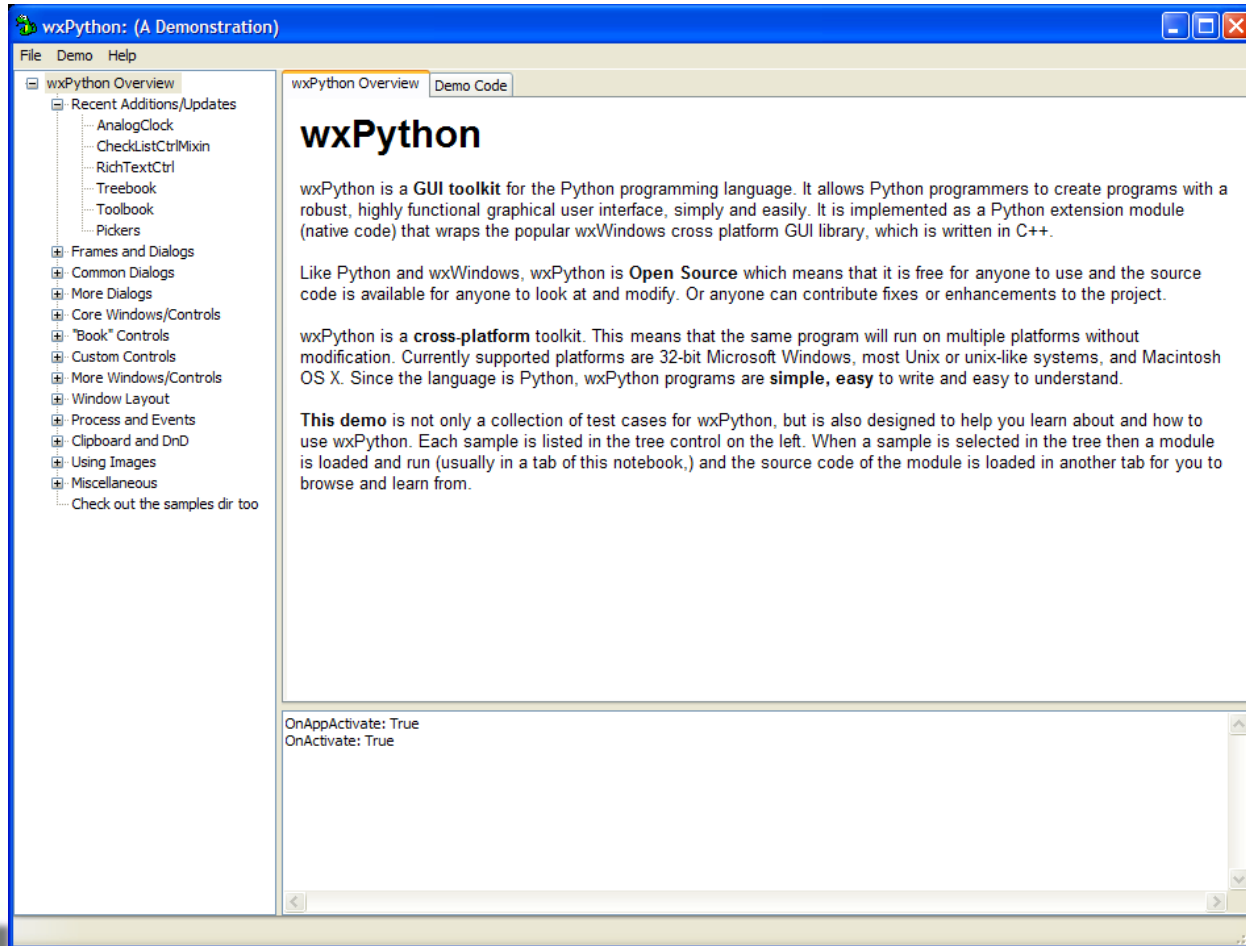 wxPython: (A Demonstration)
File Demo Help
wxPython Overview
Recent Additions/Updates
AnalogClock
CheckListCtrlMixin
RichTextCtrl
Treebook
Toolbook
Pickers
Frames and Dialogs
Common Dialogs
More Dialogs
Core Windows/Controls
"Book" Controls
Custom Controls
More Windows/Controls
Window Layout
Process and Events
Clipboard and DnD
Using Images
Miscellaneous
Check out the samples dir too
wxPython Overview Demo Code
wxPython
wxPython is a GUI toolkit for the Python programming language. It allows Python programmers to create programs with a
robust, highly functional graphical user interface, simply and easily. It is implemented as a Python extension module
(native code) that wraps the popular wxWindows cross platform GUI library, which is written in C++.
Like Python and wxWindows, wxPython is Open Source which means that it is free for anyone to use and the source
code is available for anyone to look at and modify. Or anyone can contribute fixes or enhancements to the project.
wxPython is a cross-platform toolkit. This means that the same program will run on multiple platforms without
modification. Currently supported platforms are 32-bit Microsoft Windows, most Unix or unix-like systems, and Macintosh
OS X. Since the language is Python, wxPython programs are simple, easy to write and easy to understand.
This demo is not only a collection of test cases for wxPython, but is also designed to help you learn about and how to
use wxPython. Each sample is listed in the tree control on the left. When a sample is selected in the tree then a module
is loaded and run (usually in a tab of this notebook,) and the source code of the module is loaded in another tab for you to
browse and learn from.
OnAppActivate: True
OnActivate: True